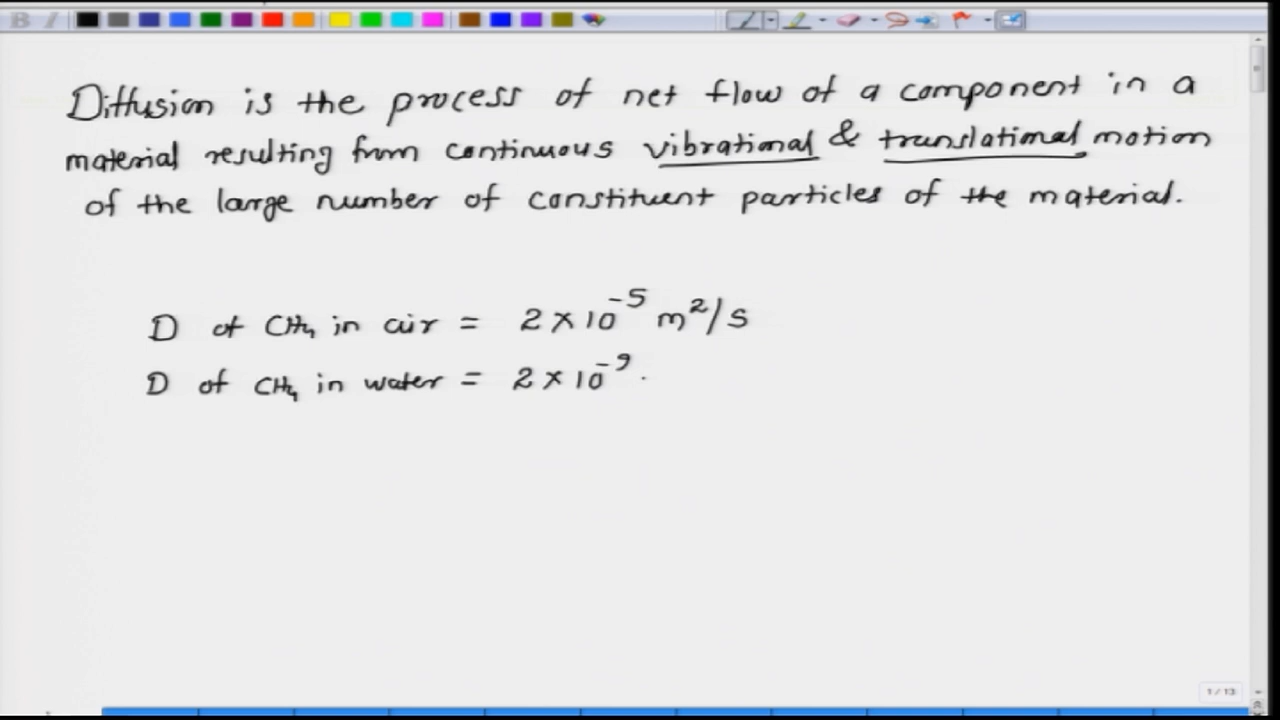 Diffusion is the process of net flow of a component in a
material resulting from continuous vibrational & translational motion
of the large number of constituent particles of the material.
D of CH₄ in air = 2 × 10⁻⁵ m²/s
D of CH₄ in water = 2 × 10⁻⁹.
1 / 13